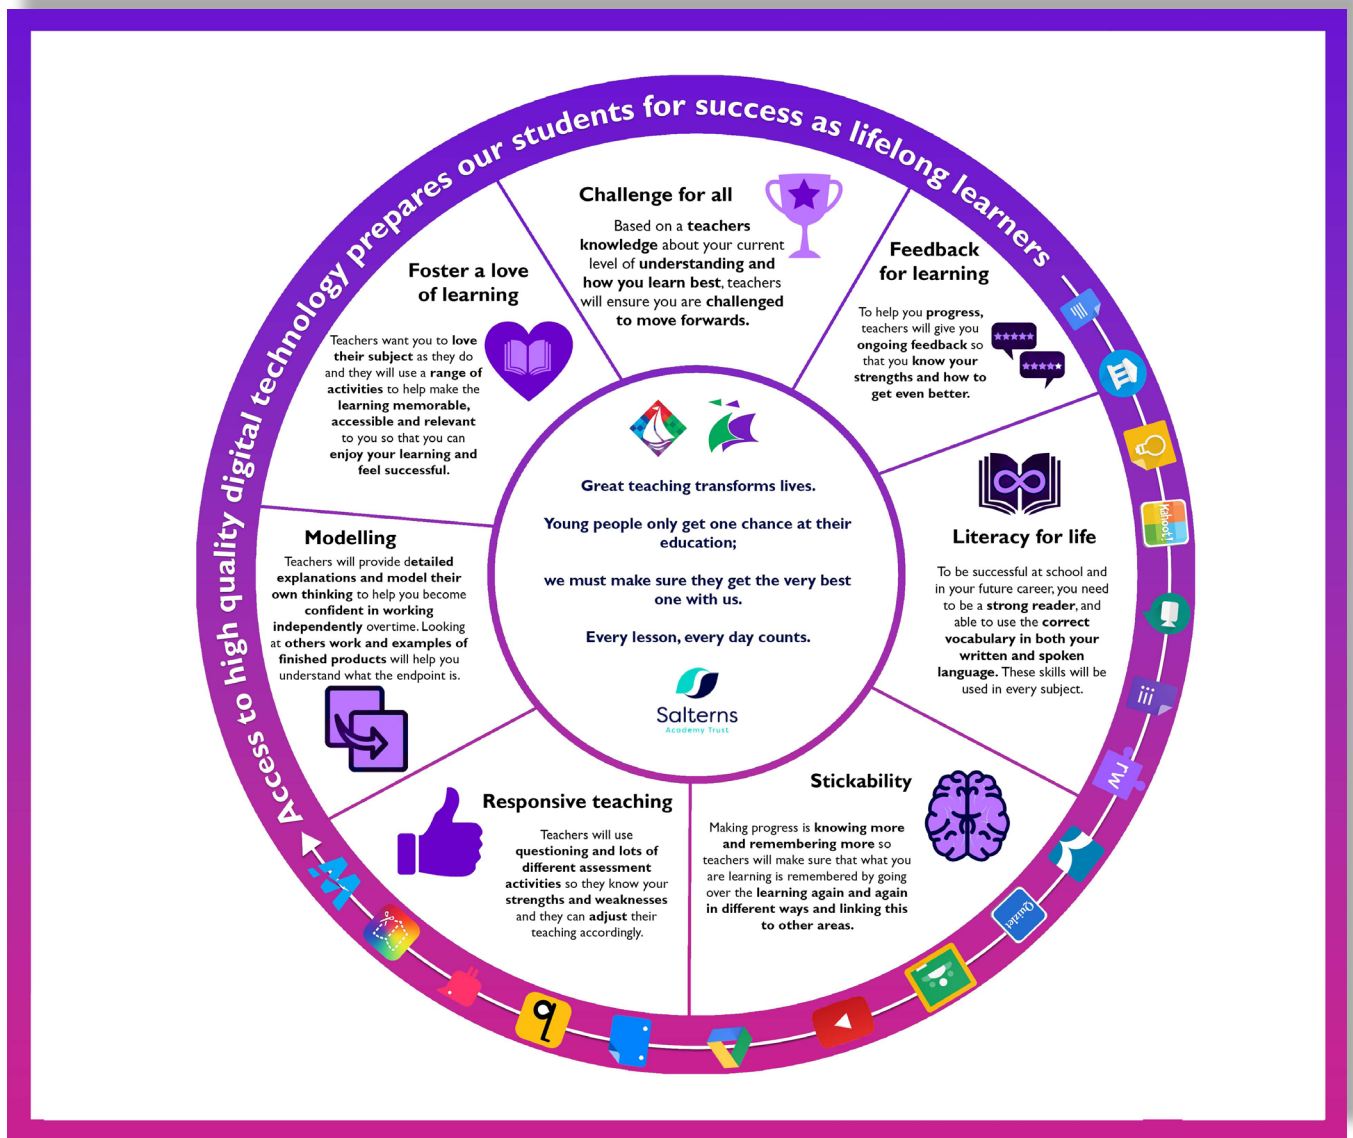 Access to high quality digital technology prepares our students for success as lifelong learners
Challenge for all
Based on a teachers
knowledge about your current
level of understanding and
how you learn best, teachers
will ensure you are challenged
to move forwards.
Feedback
for learning
To help you progress,
teachers will give you
ongoing feedback so
that you know your
strengths and how to
get even better.
Literacy for life
To be successful at school and
in your future career, you need
to be a strong reader, and
able to use the correct
vocabulary in both your
written and spoken
language. These skills will be
used in every subject.
Stickability
Making progress is knowing more
and remembering more so
teachers will make sure that what you
are learning is remembered by going
over the learning again and again
in different ways and linking this
to other areas.
Responsive teaching
Teachers will use
questioning and lots of
different assessment
activities so they know your
strengths and weaknesses
and they can adjust their
teaching accordingly.
Modelling
Teachers will provide detailed
explanations and model their
own thinking to help you become
confident in working
independently overtime. Looking
at others work and examples of
finished products will help you
understand what the endpoint is.
Foster a love
of learning
Teachers want you to love
their subject as they do
and they will use a range of
activities to help make the
learning memorable,
accessible and relevant
to you so that you can
enjoy your learning and
feel successful.
Great teaching transforms lives.
Young people only get one chance at their
education;
we must make sure they get the very best
one with us.
Every lesson, every day counts.
Salterns
Academy Trust
Kahoot!
rw
Quizlet
q
W